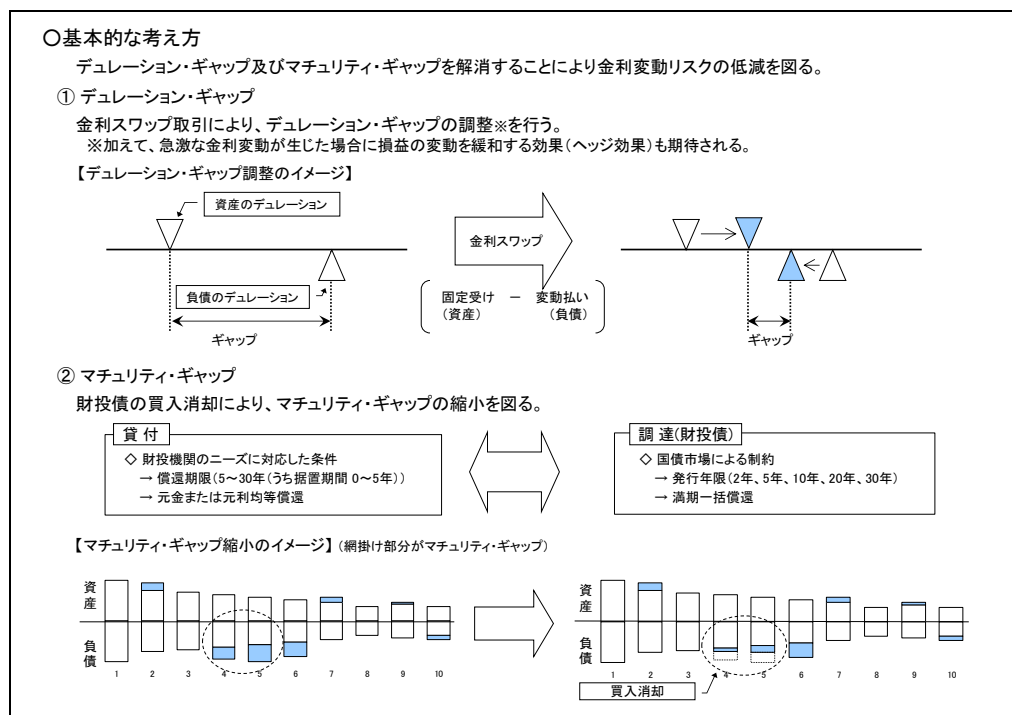 〇基本的な考え方
デュレーション・ギャップ及びマチュリティ・ギャップを解消することにより金利変動リスクの低減を図る。
① デュレーション・ギャップ
金利スワップ取引により、デュレーション・ギャップの調整※を行う。
※加えて、急激な金利変動が生じた場合に損益の変動を緩和する効果(ヘッジ効果)も期待される。
【デュレーション・ギャップ調整のイメージ】
資産のデュレーション
負債のデュレーション
ギャップ
金利スワップ
固定受け － 変動払い
(資産) (負債)
ギャップ
② マチュリティ・ギャップ
財投債の買入消却により、マチュリティ・ギャップの縮小を図る。
貸 付
◇ 財投機関のニーズに対応した条件
→ 償還期限(5～30年(うち据置期間 0～5年))
→ 元金または元利均等償還
調 達(財投債)
◇ 国債市場による制約
→ 発行年限(2年、5年、10年、20年、30年)
→ 満期一括償還
【マチュリティ・ギャップ縮小のイメージ】(網掛け部分がマチュリティ・ギャップ)
資産
負債
1 2 3 4 5 6 7 8 9 10
資産
負債
1 2 3 4 5 6 7 8 9 10
買入消却